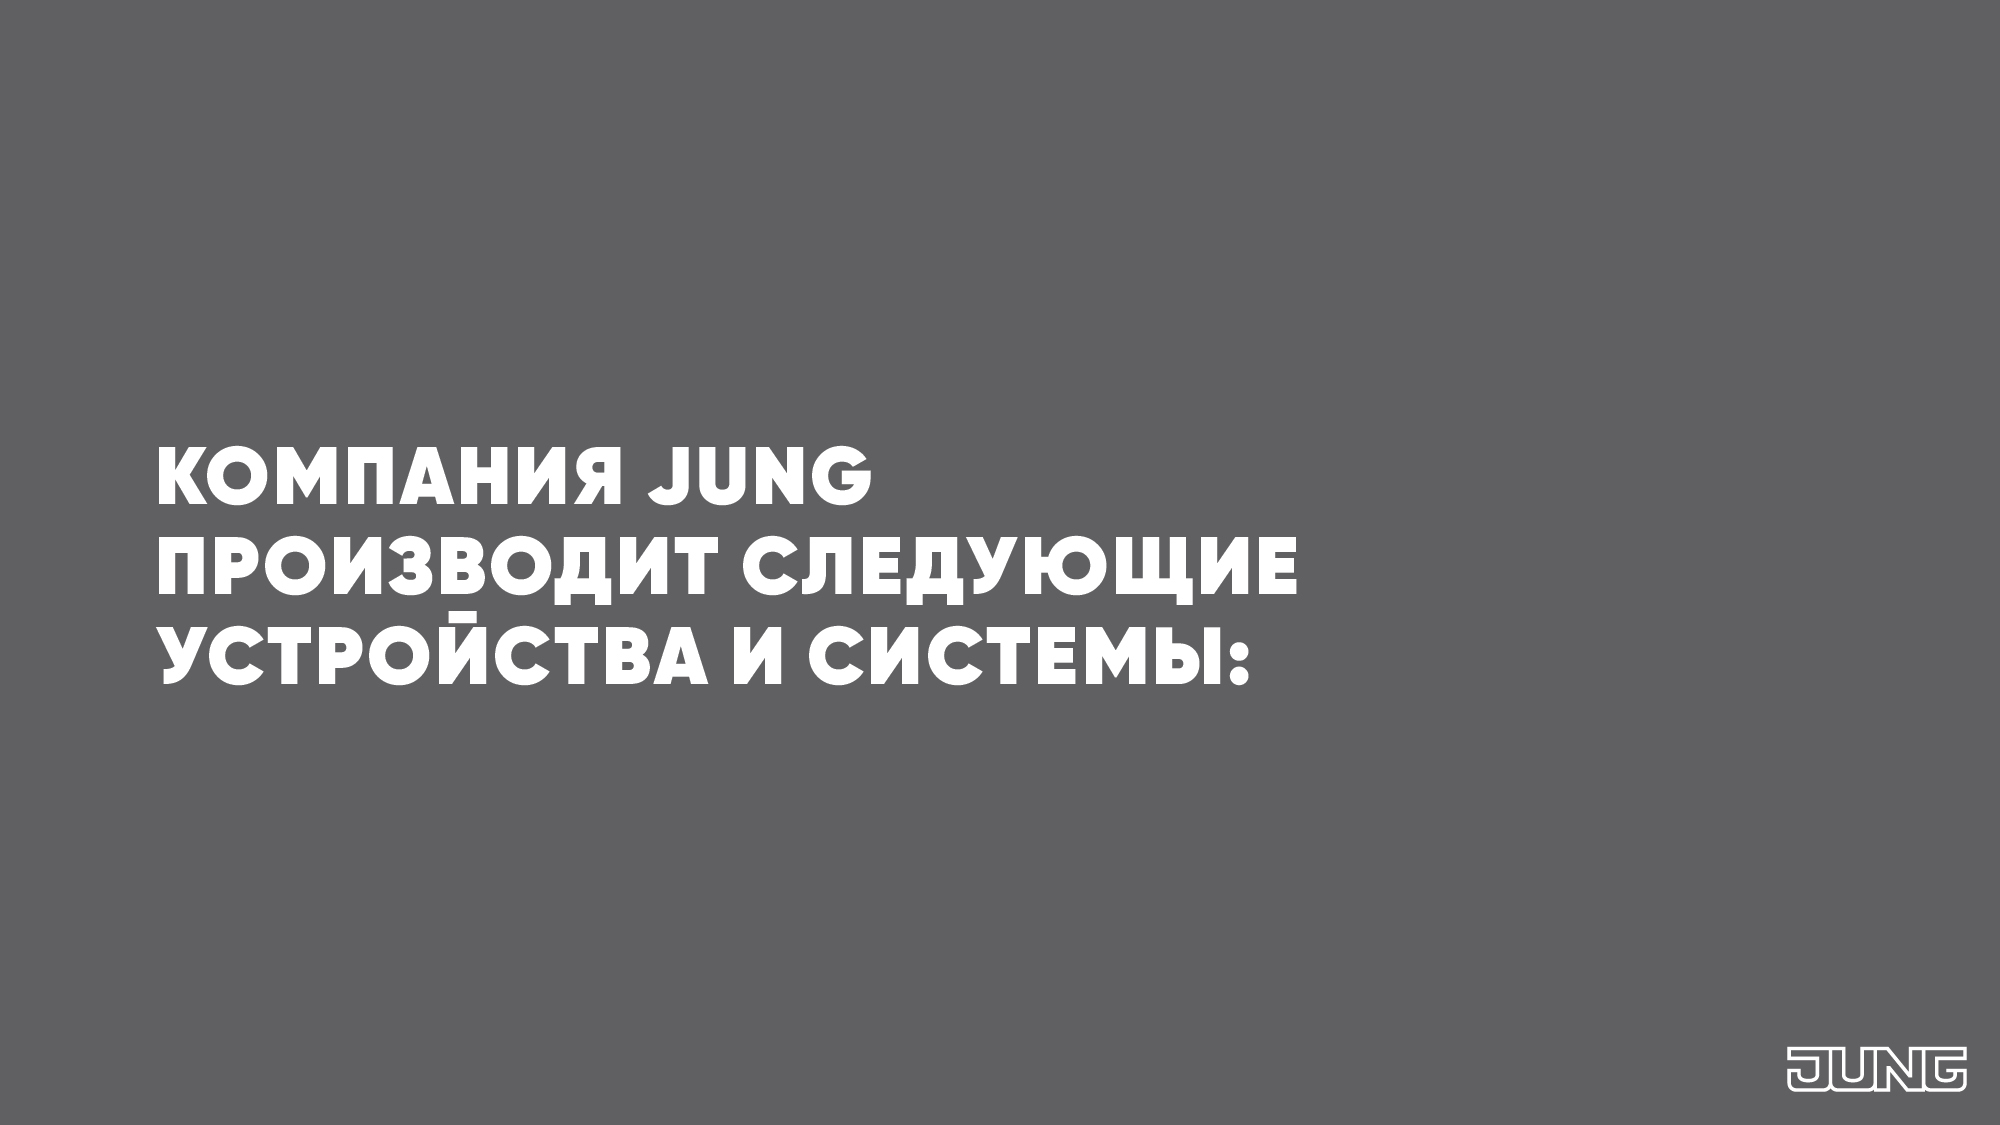 КОМПАНИЯ JUNG
ПРОИЗВОДИТ СЛЕДУЮЩИЕ
УСТРОЙСТВА И СИСТЕМЫ:
JUNG